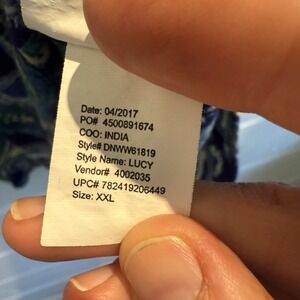 Date: 04/2017
PO# 4500891674
COO: INDIA
Style# DNWW61819
Style Name: LUCY
Vendor# 4002035
UPC# 782419206449
Size: XXL